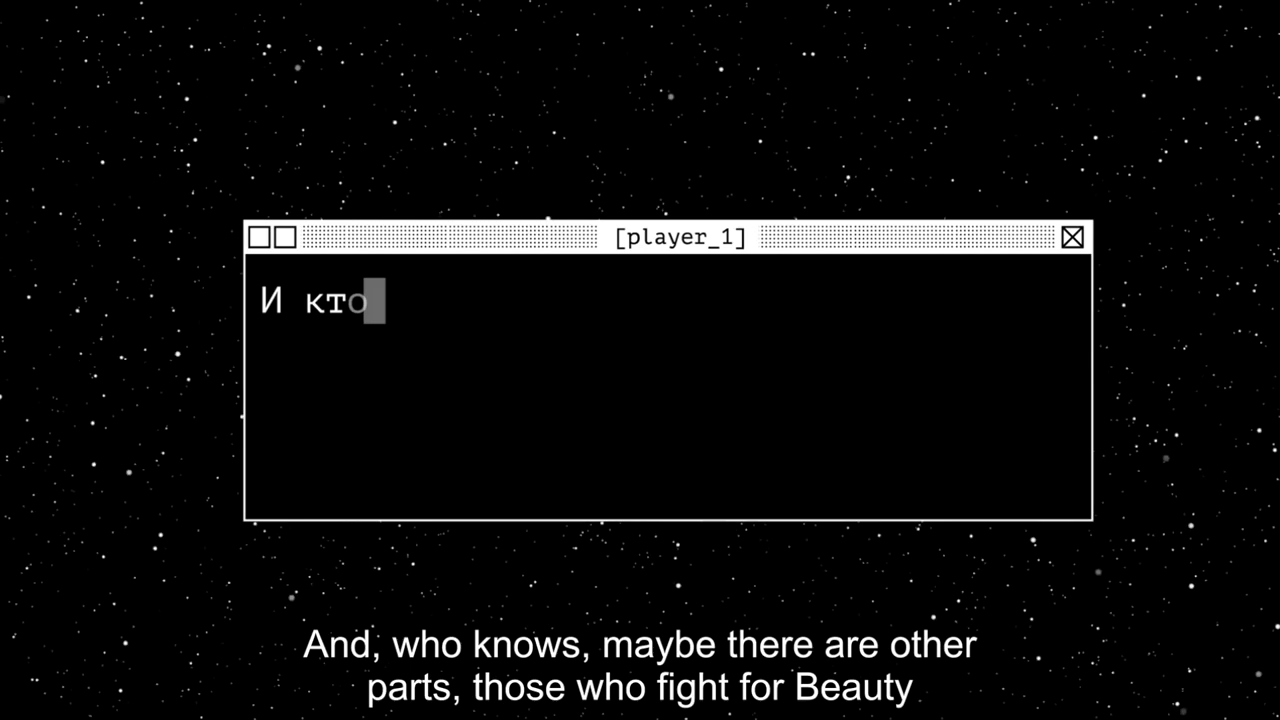 [player_1]
И кто
And, who knows, maybe there are other
parts, those who fight for Beauty